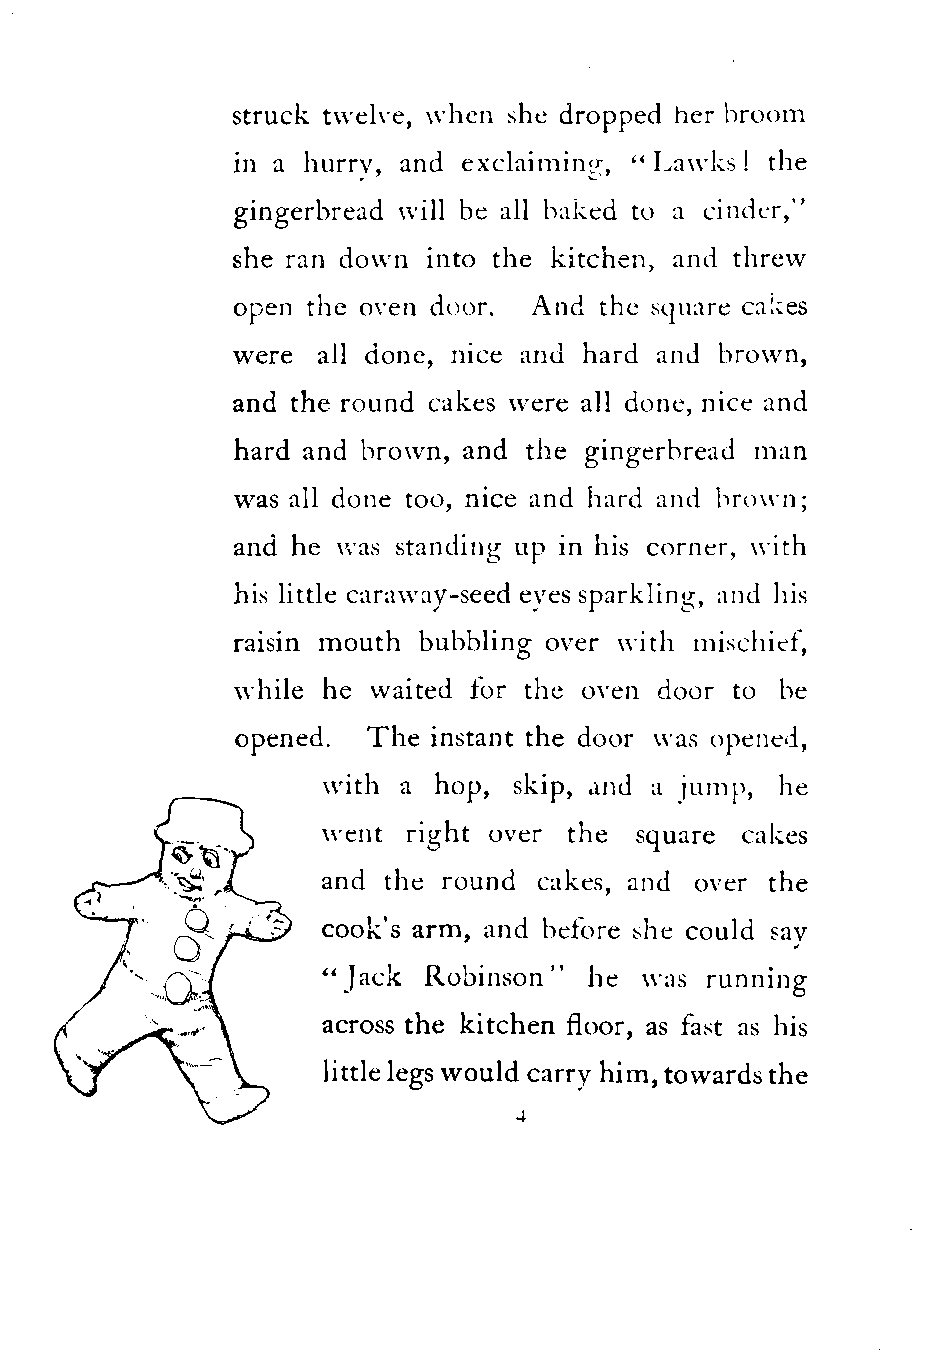 struck twelve, when she dropped her broom
in a hurry, and exclaiming, “Lawks! the
gingerbread will be all baked to a cinder,”
she ran down into the kitchen, and threw
open the oven door. And the square cakes
were all done, nice and hard and brown,
and the round cakes were all done, nice and
hard and brown, and the gingerbread man
was all done too, nice and hard and brown;
and he was standing up in his corner, with
his little caraway-seed eyes sparkling, and his
raisin mouth bubbling over with mischief,
while he waited for the oven door to be
opened. The instant the door was opened,
with a hop, skip, and a jump, he
went right over the square cakes
and the round cakes, and over the
cook's arm, and before she could say
“Jack Robinson” he was running
across the kitchen floor, as fast as his
little legs would carry him, towards the
4